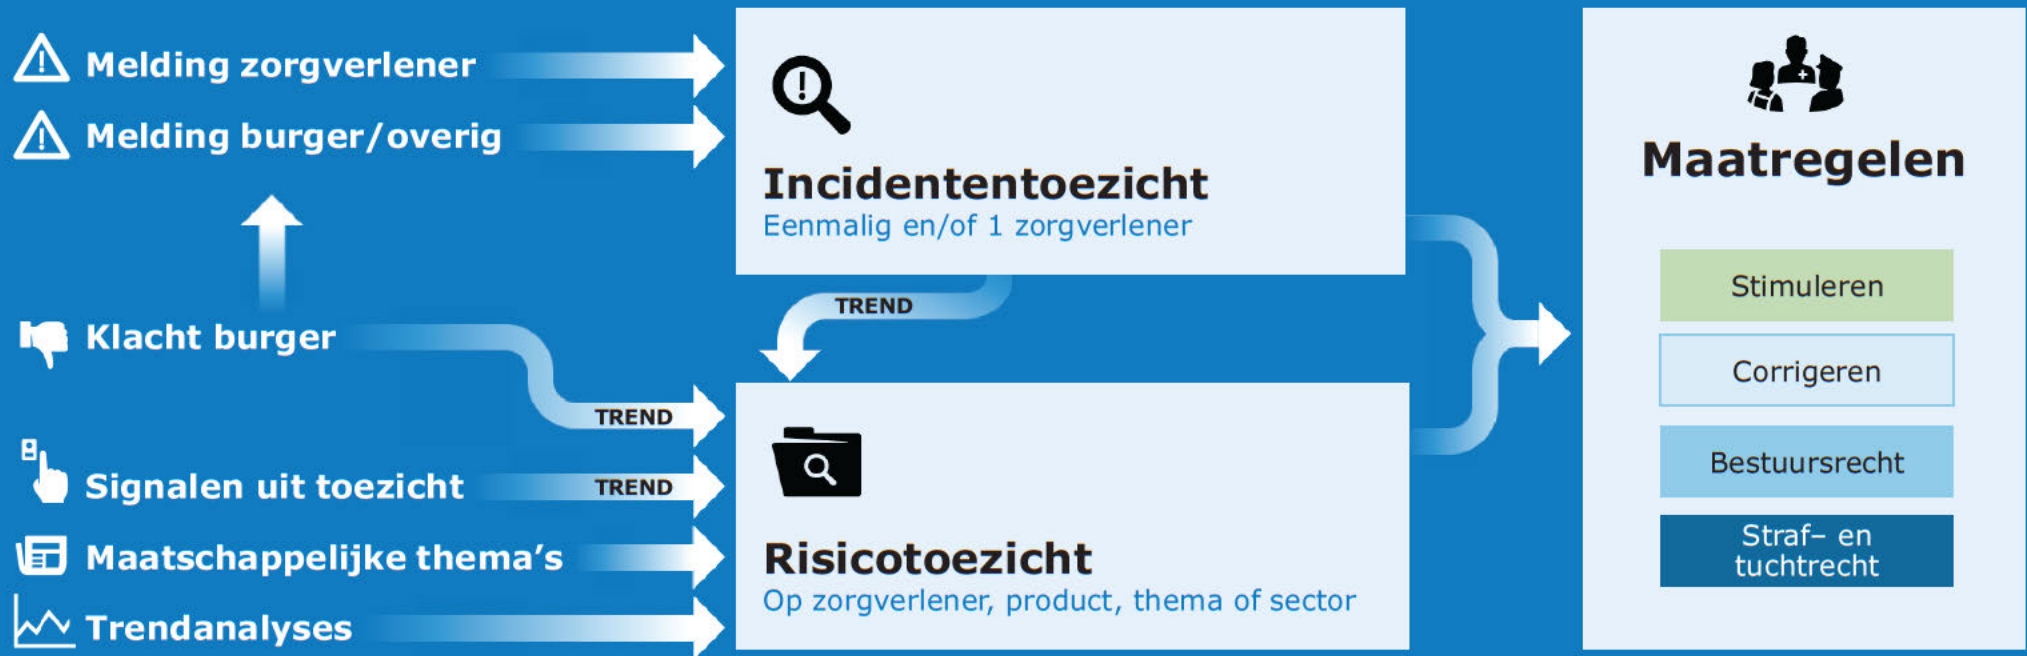 Melding zorgverlener
Melding burger/overig
Klacht burger
TREND
Signalen uit toezicht
TREND
Maatschappelijke thema's
Trendanalyses
Incidententoezicht
Eenmalig en/of 1 zorgverlener
TREND
Risicotoezicht
Op zorgverlener, product, thema of sector
Maatregelen
Stimuleren
Corrigeren
Bestuursrecht
Straf– en
tuchtrecht